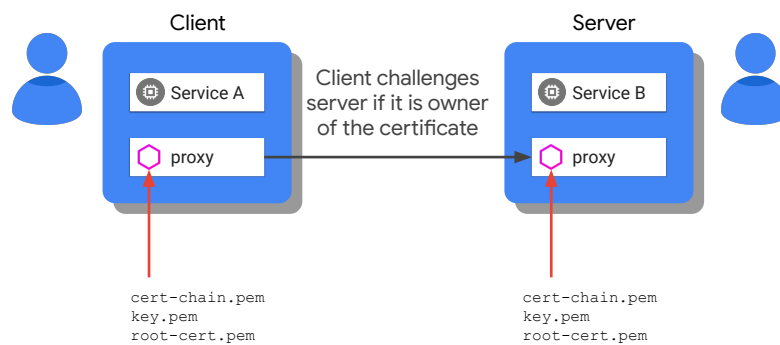 Client
Server
Service A
Client challenges
server if it is owner
of the certificate
Service B
proxy
proxy
cert-chain.pem
key.pem
root-cert.pem
cert-chain.pem
key.pem
root-cert.pem